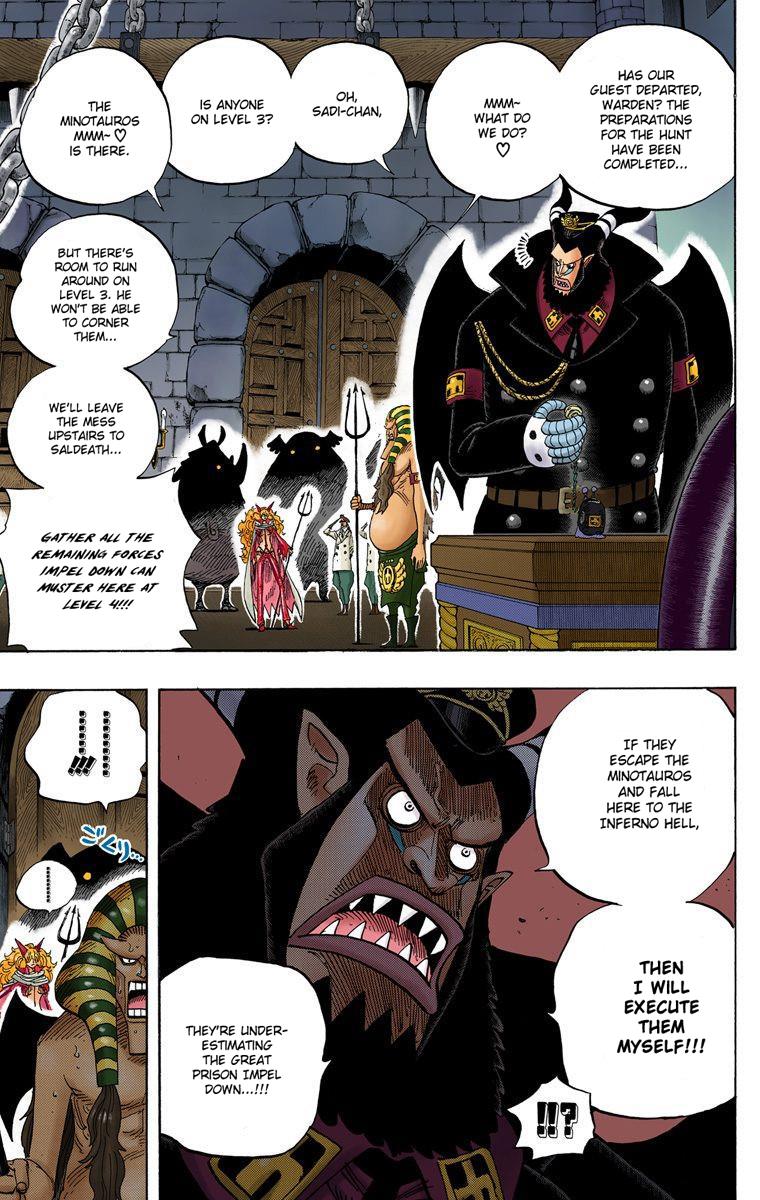 HAS OUR
GUEST DEPARTED,
WARDEN? THE
PREPARATIONS
FOR THE HUNT
HAVE BEEN
COMPLETED...
MMM~
WHAT DO
WE DO?
♡
OH,
SADI-CHAN,
IS ANYONE
ON LEVEL 3?
THE
MINOTAUROS
MMM~♡
IS THERE.
BUT THERE'S
ROOM TO RUN
AROUND ON
LEVEL 3. HE
WON'T BE ABLE
TO CORNER
THEM...
WE'LL LEAVE
THE MESS
UPSTAIRS TO
SALDEATH...
GATHER ALL THE
REMAINING FORCES
IMPEL DOWN CAN
MUSTER HERE AT
LEVEL 4!!!
IF THEY
ESCAPE THE
MINOTAUROS
AND FALL
HERE TO THE
INFERNO HELL,
THEN
I WILL
EXECUTE
THEM
MYSELF!!!
!!?
THEY'RE UNDER-
ESTIMATING
THE GREAT
PRISON IMPEL
DOWN...!!!
!!!
ごくり...